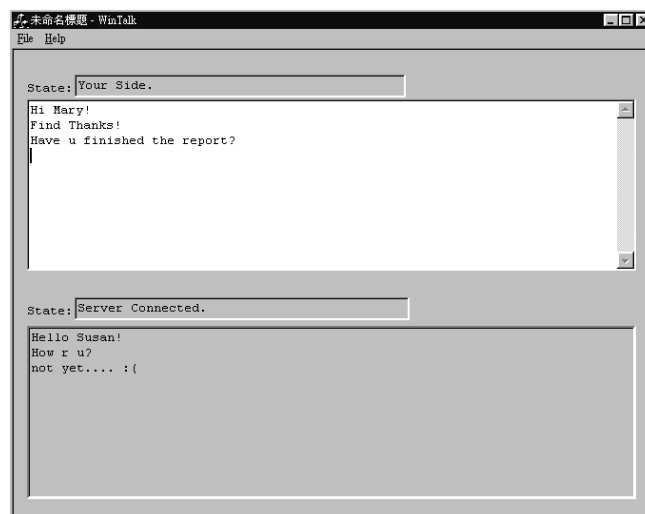 未命名標題 - WinTalk
File Help
State: Your Side.
Hi Mary!
Find Thanks!
Have u finished the report?
State: Server Connected.
Hello Susan!
How r u?
not yet.... :(